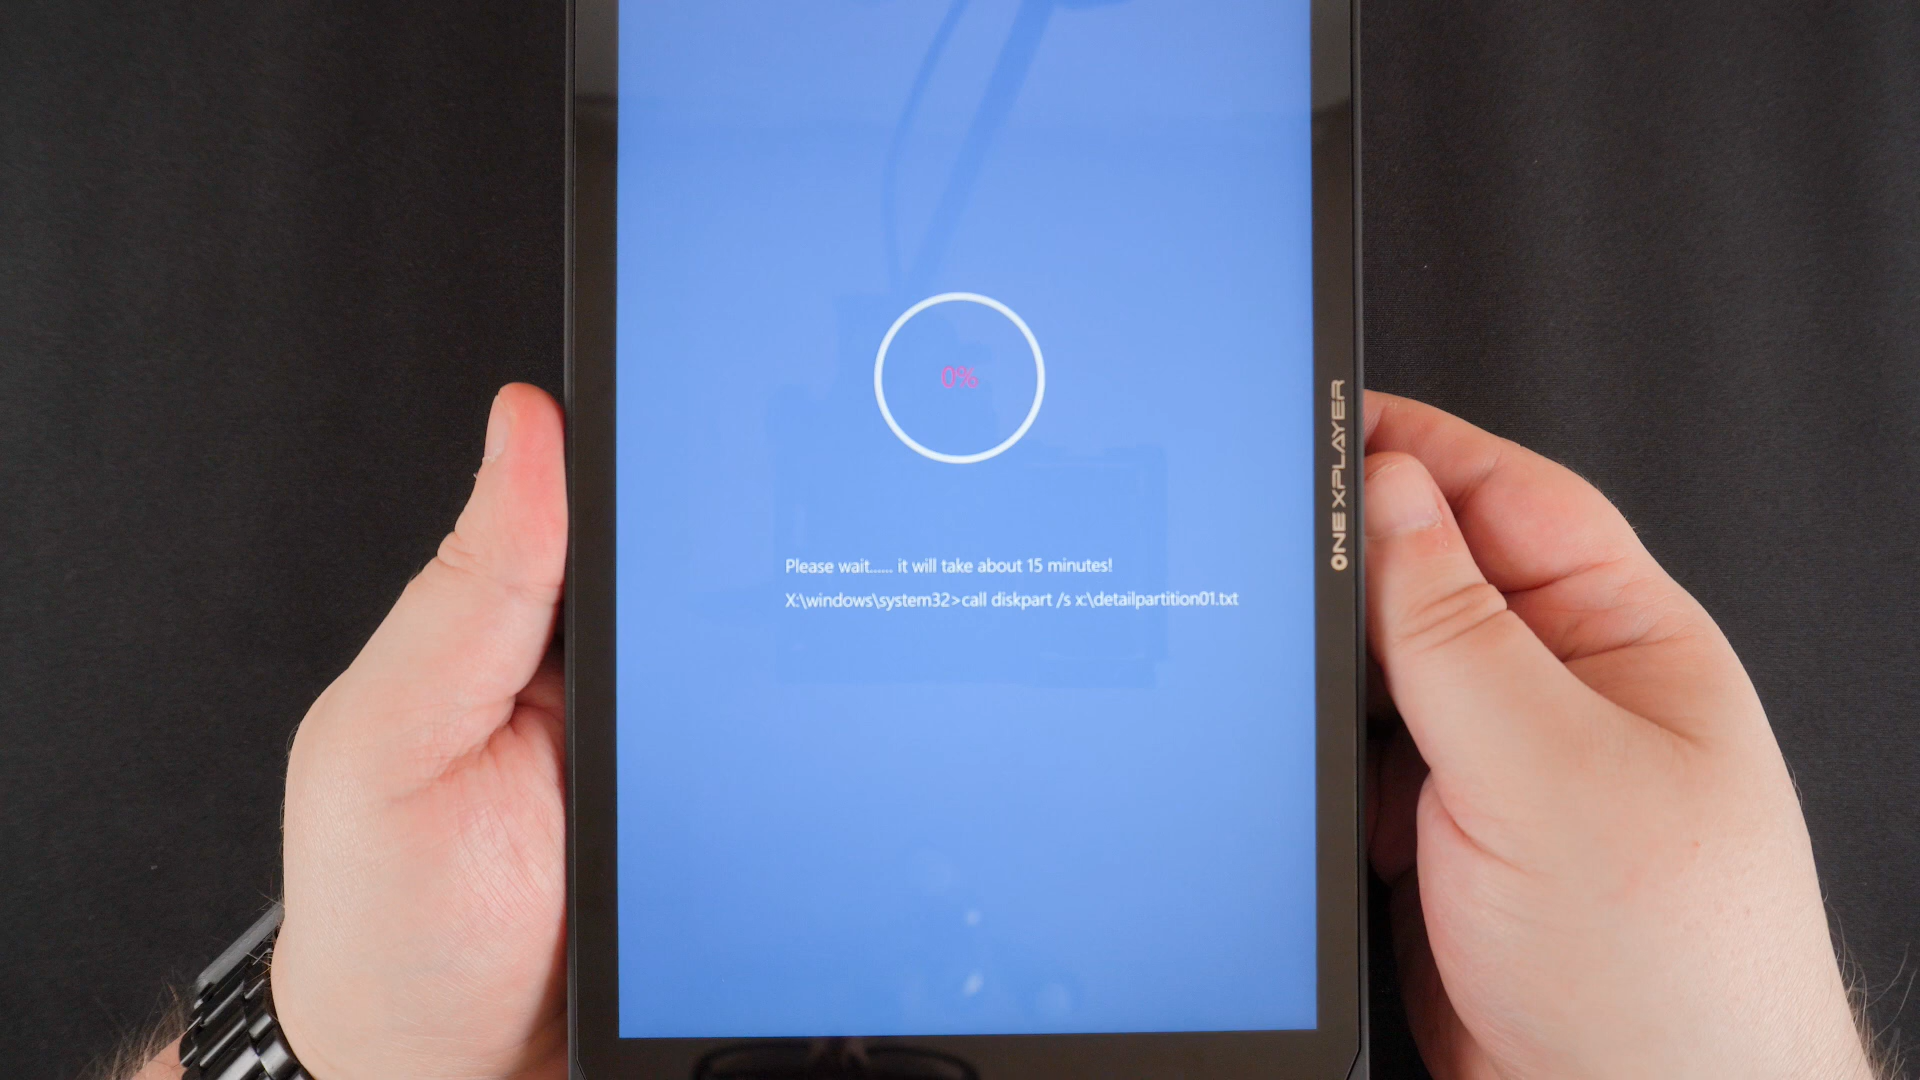 0%
Please wait...... it will take about 15 minutes!
X:\windows\system32>call diskpart /s x:\detailpartition01.txt
ONE XPLAYER